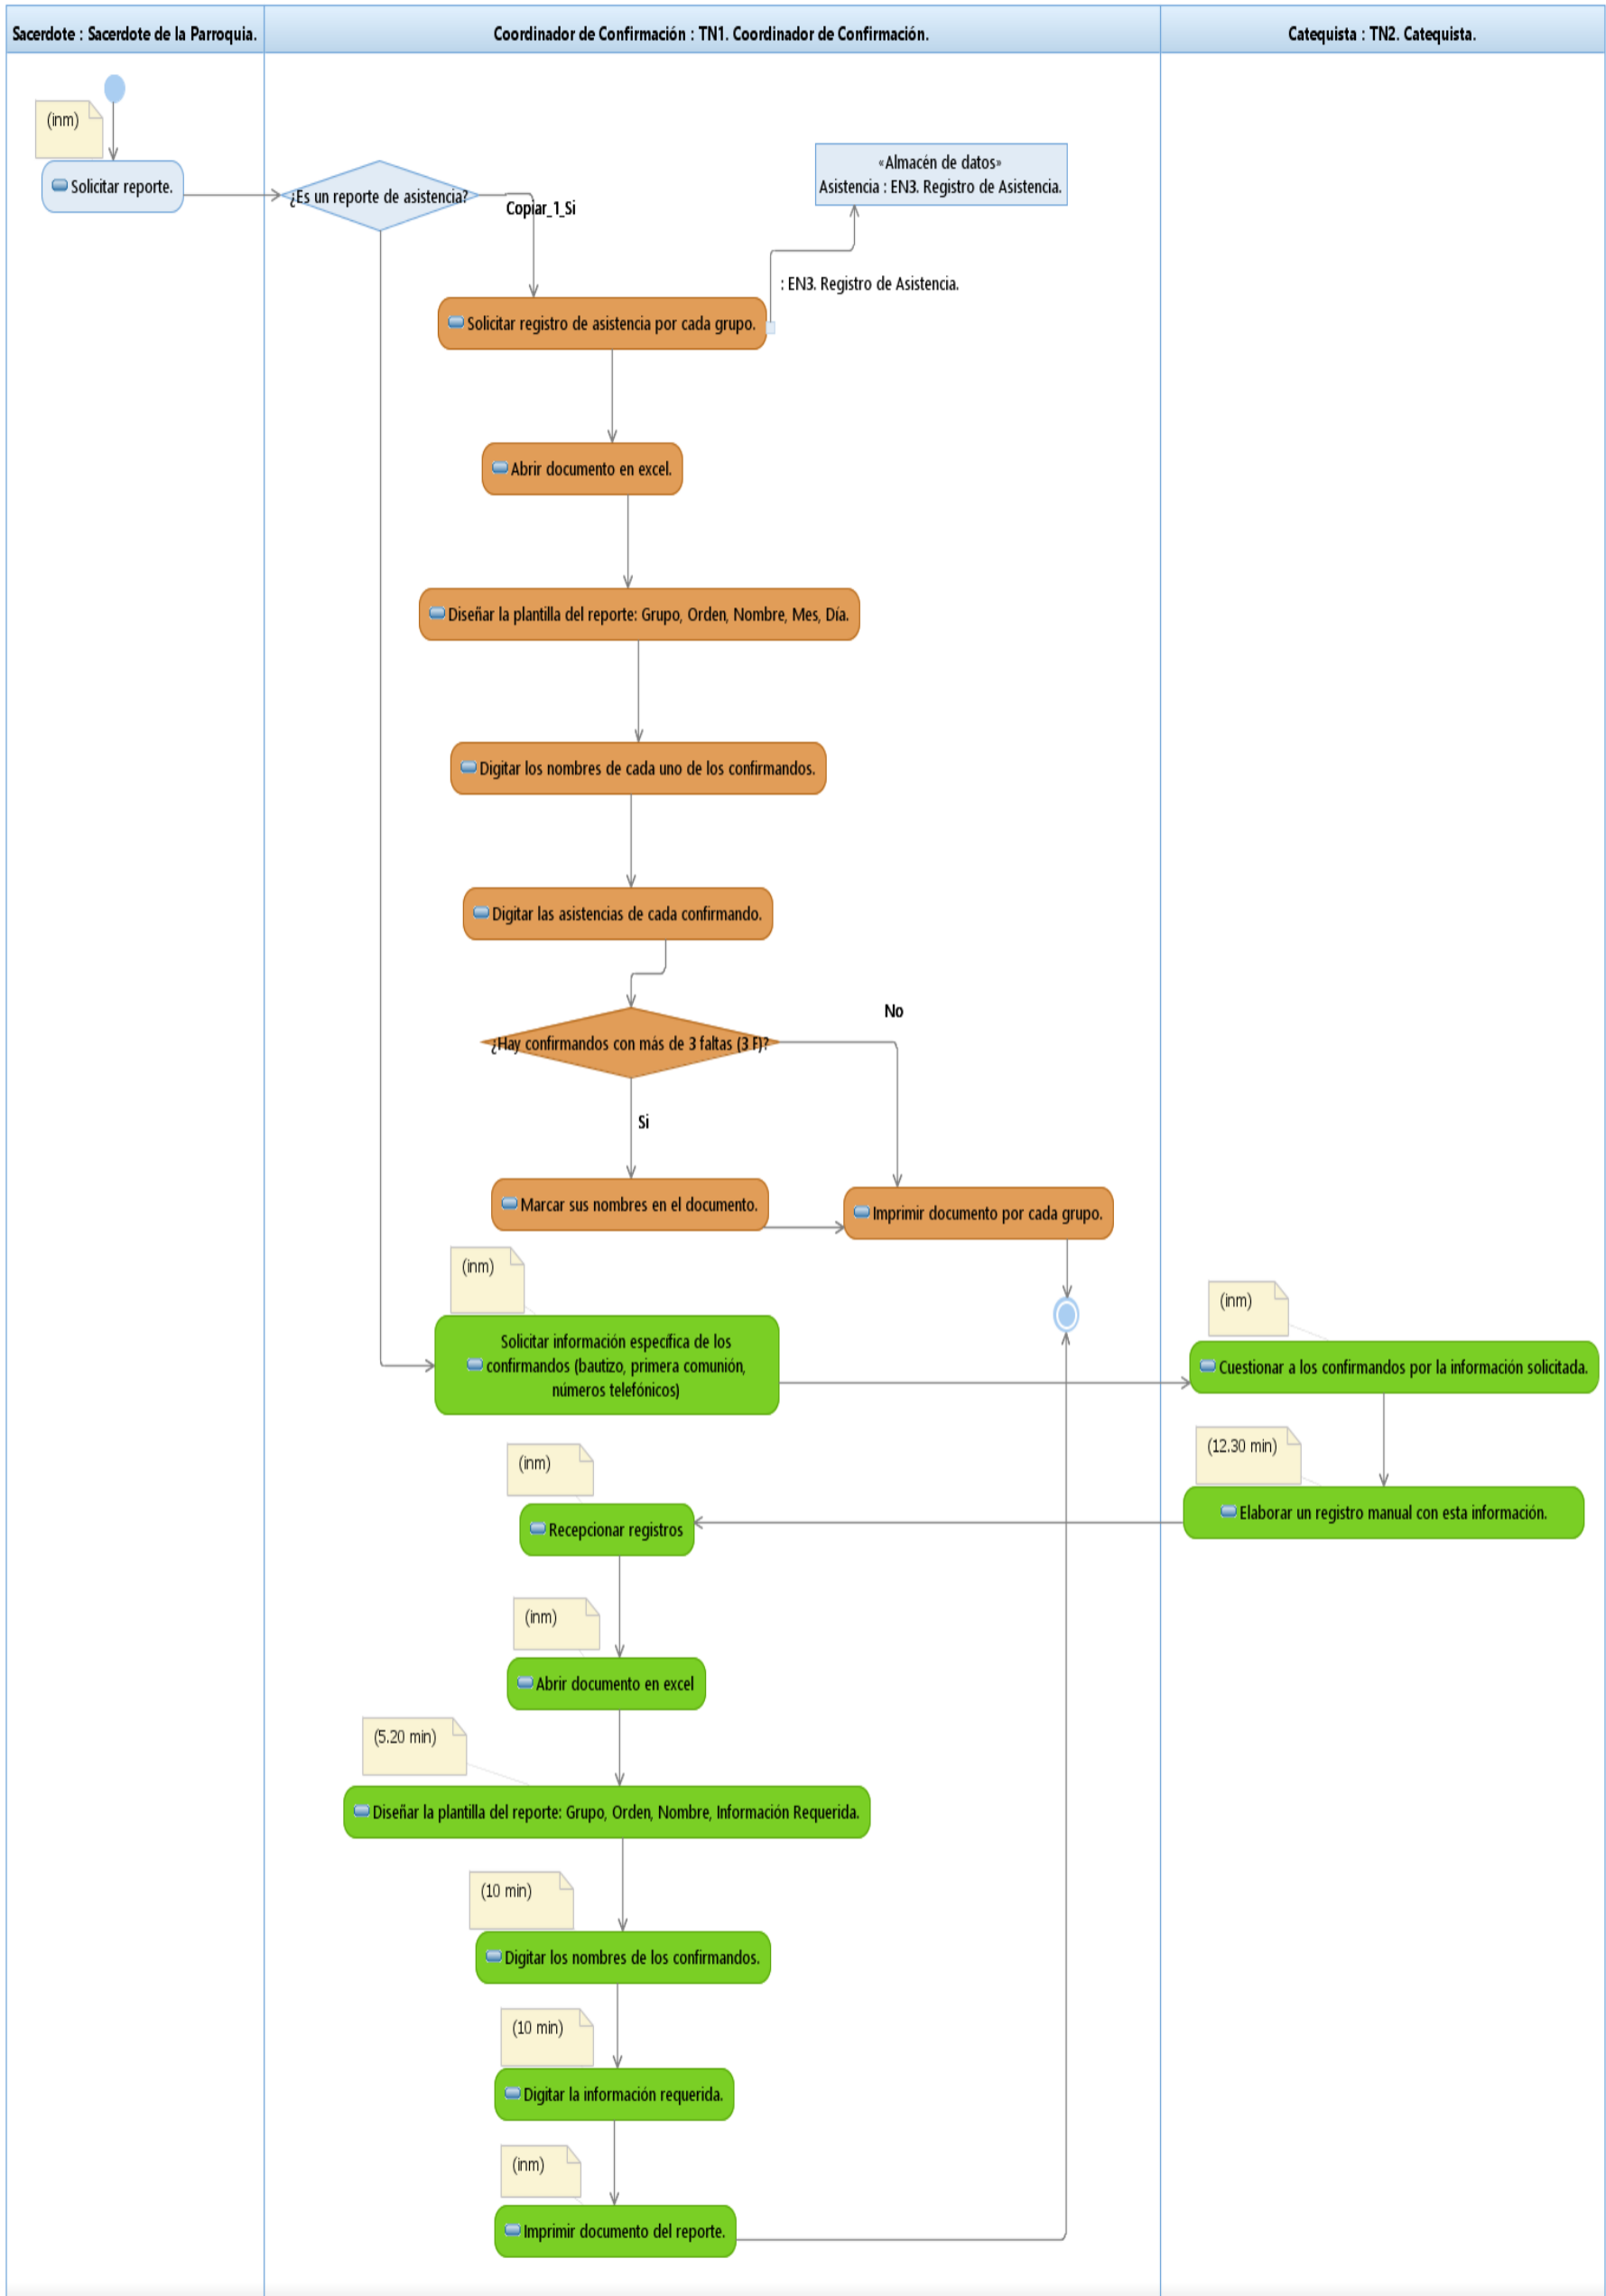 Sacerdote : Sacerdote de la Parroquia.
Coordinador de Confirmación : TN1. Coordinador de Confirmación.
Catequista : TN2. Catequista.
(inm)
Solicitar reporte.
¿Es un reporte de asistencia?
Copiar_1_Si
«Almacén de datos»
Asistencia : EN3. Registro de Asistencia.
: EN3. Registro de Asistencia.
Solicitar registro de asistencia por cada grupo.
Abrir documento en excel.
Diseñar la plantilla del reporte: Grupo, Orden, Nombre, Mes, Día.
Digitar los nombres de cada uno de los confirmandos.
Digitar las asistencias de cada confirmando.
¿Hay confirmandos con más de 3 faltas (3 F)?
No
Si
Marcar sus nombres en el documento.
Imprimir documento por cada grupo.
(inm)
Solicitar información específica de los
confirmandos (bautizo, primera comunión,
números telefónicos)
(inm)
Cuestionar a los confirmandos por la información solicitada.
(12.30 min)
Elaborar un registro manual con esta información.
(inm)
Recepcionar registros
(inm)
Abrir documento en excel
(5.20 min)
Diseñar la plantilla del reporte: Grupo, Orden, Nombre, Información Requerida.
(10 min)
Digitar los nombres de los confirmandos.
(10 min)
Digitar la información requerida.
(inm)
Imprimir documento del reporte.